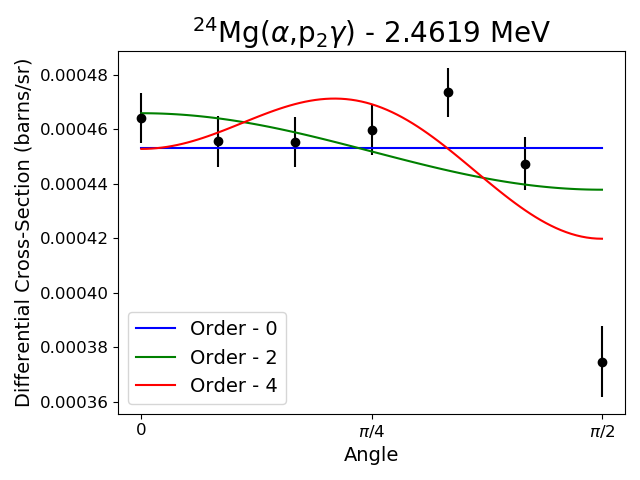 ²⁴Mg(α,p₂γ) - 2.4619 MeV
Differential Cross-Section (barns/sr)
0.00048
0.00046
0.00044
0.00042
0.00040
0.00038
0.00036
Order - 0
Order - 2
Order - 4
0 π/4 π/2
Angle